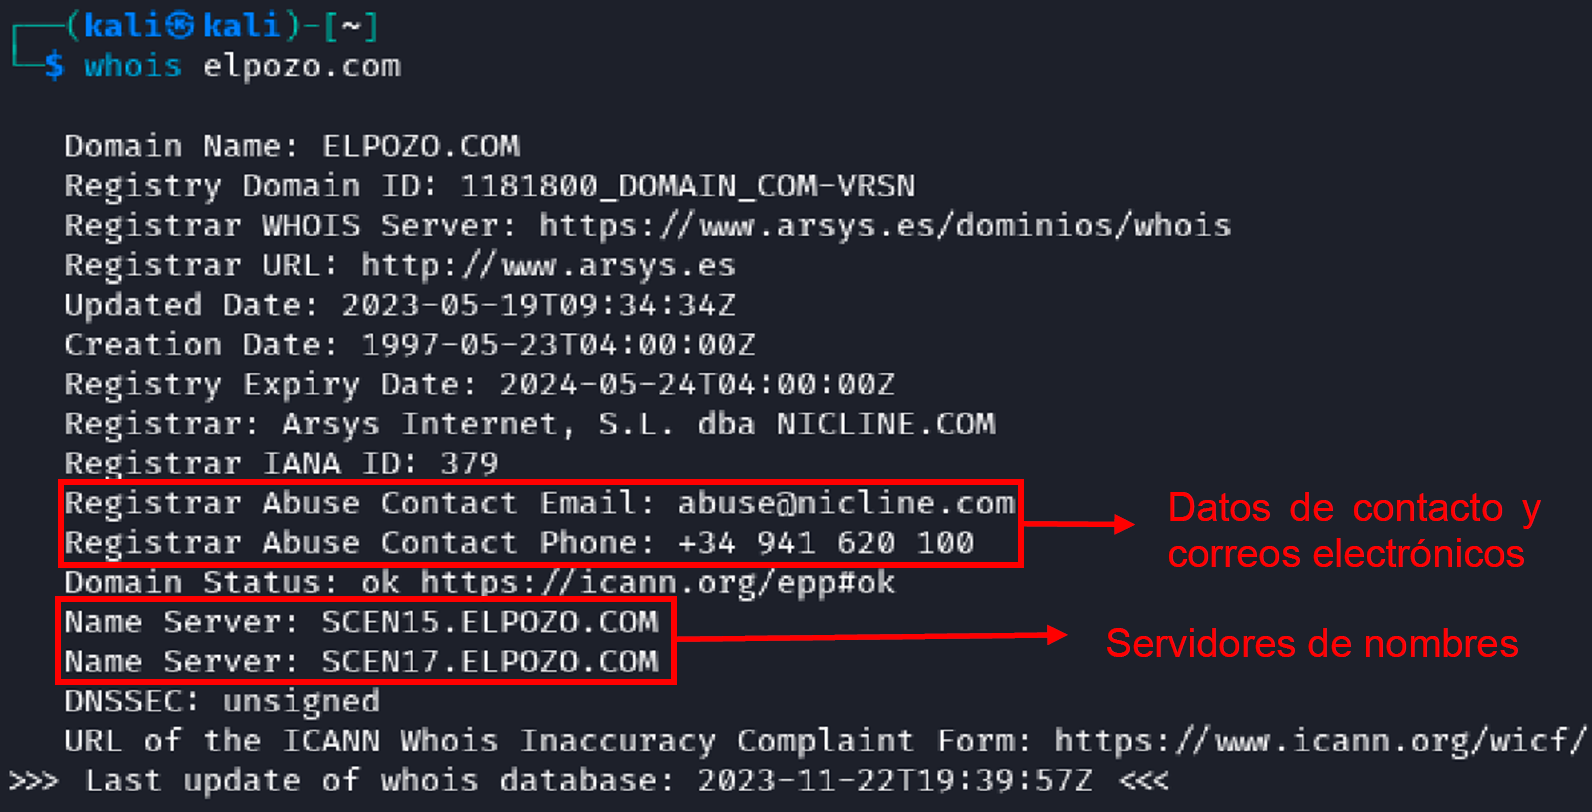 (kali㉿kali)-[~]
$ whois elpozo.com
Domain Name: ELPOZO.COM
Registry Domain ID: 1181800_DOMAIN_COM-VRSN
Registrar WHOIS Server: https://www.arsys.es/dominios/whois
Registrar URL: http://www.arsys.es
Updated Date: 2023-05-19T09:34:34Z
Creation Date: 1997-05-23T04:00:00Z
Registry Expiry Date: 2024-05-24T04:00:00Z
Registrar: Arsys Internet, S.L. dba NICLINE.COM
Registrar IANA ID: 379
Registrar Abuse Contact Email: abuse@nicline.com
Registrar Abuse Contact Phone: +34 941 620 100
Datos de contacto y
correos electrónicos
Domain Status: ok https://icann.org/epp#ok
Name Server: SCEN15.ELPOZO.COM
Name Server: SCEN17.ELPOZO.COM
Servidores de nombres
DNSSEC: unsigned
URL of the ICANN Whois Inaccuracy Complaint Form: https://www.icann.org/wicf/
>>> Last update of whois database: 2023-11-22T19:39:57Z <<<